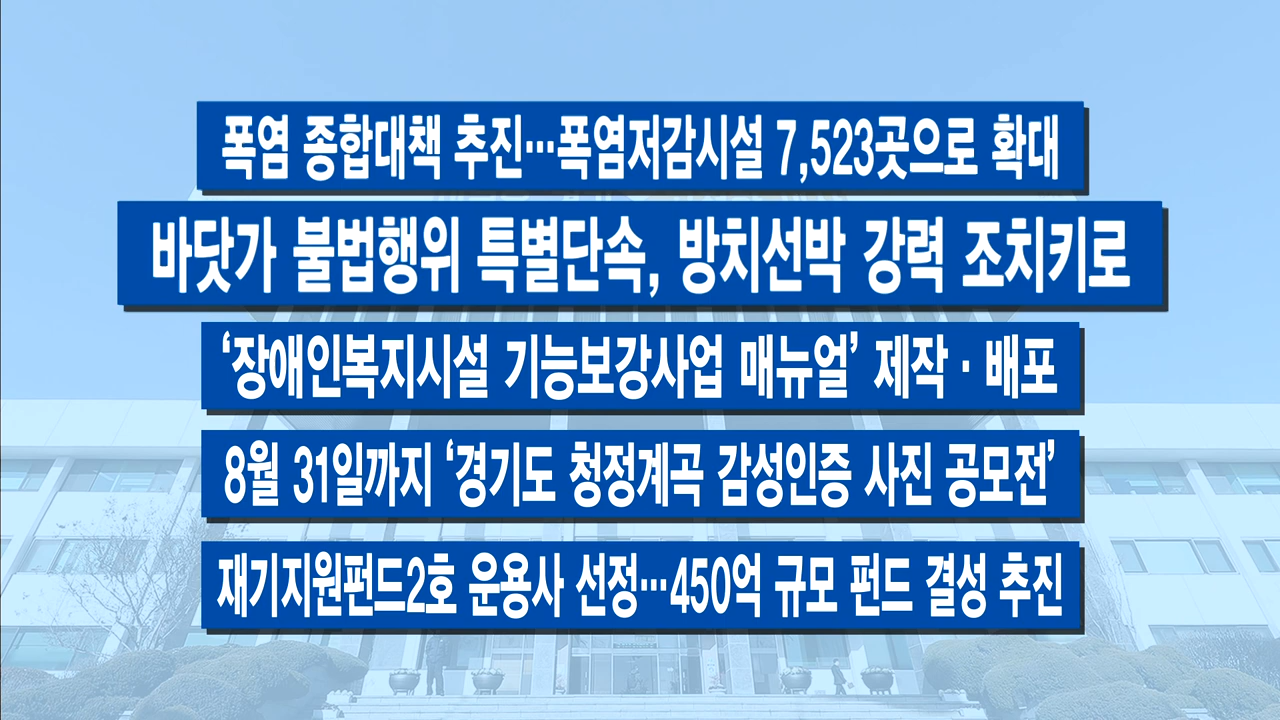 폭염 종합대책 추진…폭염저감시설 7,523곳으로 확대
바닷가 불법행위 특별단속, 방치선박 강력 조치키로
‘장애인복지시설 기능보강사업 매뉴얼’ 제작·배포
8월 31일까지 ‘경기도 청정계곡 감성인증 사진 공모전’
재기지원펀드2호 운용사 선정…450억 규모 펀드 결성 추진